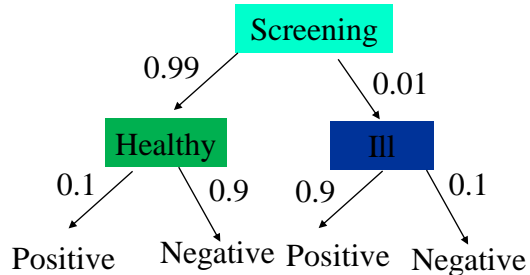 Screening
0.99
0.01
Healthy
Ill
0.1
0.9
0.9
0.1
Positive
Negative
Positive
Negative